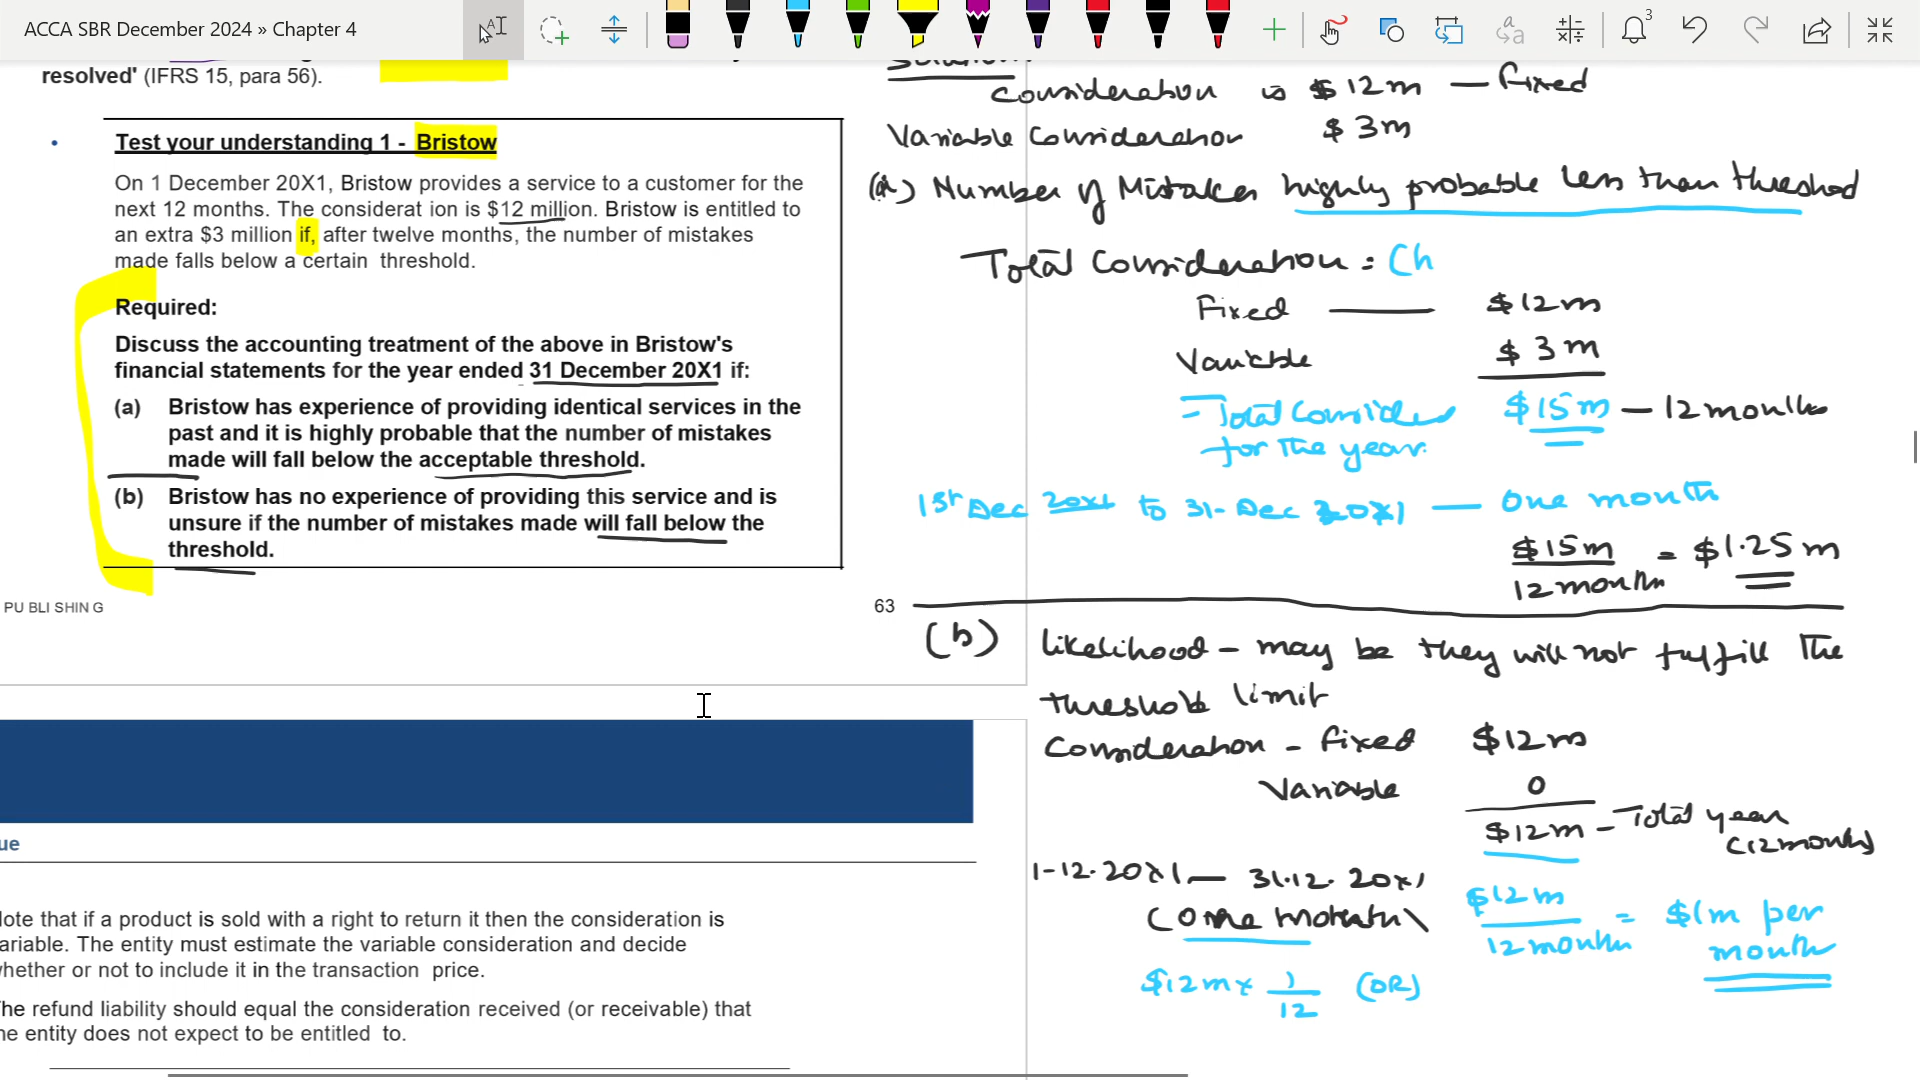 ACCA SBR December 2024 » Chapter 4
3
resolved' (IFRS 15, para 56).
Test your understanding 1 - Bristow
On 1 December 20X1, Bristow provides a service to a customer for the
next 12 months. The considerat ion is $12 million. Bristow is entitled to
an extra $3 million if, after twelve months, the number of mistakes
made falls below a certain threshold.
Required:
Discuss the accounting treatment of the above in Bristow's
financial statements for the year ended 31 December 20X1 if:
(a) Bristow has experience of providing identical services in the
past and it is highly probable that the number of mistakes
made will fall below the acceptable threshold.
(b) Bristow has no experience of providing this service and is
unsure if the number of mistakes made will fall below the
threshold.
PU BLI SHIN G
63
ue
Note that if a product is sold with a right to return it then the consideration is
ariable. The entity must estimate the variable consideration and decide
whether or not to include it in the transaction price.
The refund liability should equal the consideration received (or receivable) that
he entity does not expect to be entitled to.
Solution
Consideration is $12m — Fixed
Variable Consideration $3m
(a) Number of Mistakes highly probable less than threshod
Total Consideration = Ch
Fixed — $12m
Variable $3m
= Total Consided $15m — 12 months
for the year.
1st Dec 20x1 to 31-Dec 20x1 — One month
$15m = $1.25m
12 months
(b) likelihood - may be they will not fulfill the
threshold limit
Consideration - Fixed $12m
Variable 0
$12m - Total year
(12 months)
1-12.20x1 — 31.12.20x1
(One month)
$12m = $1m per
12 months month
$12m x 1 (OR)
12